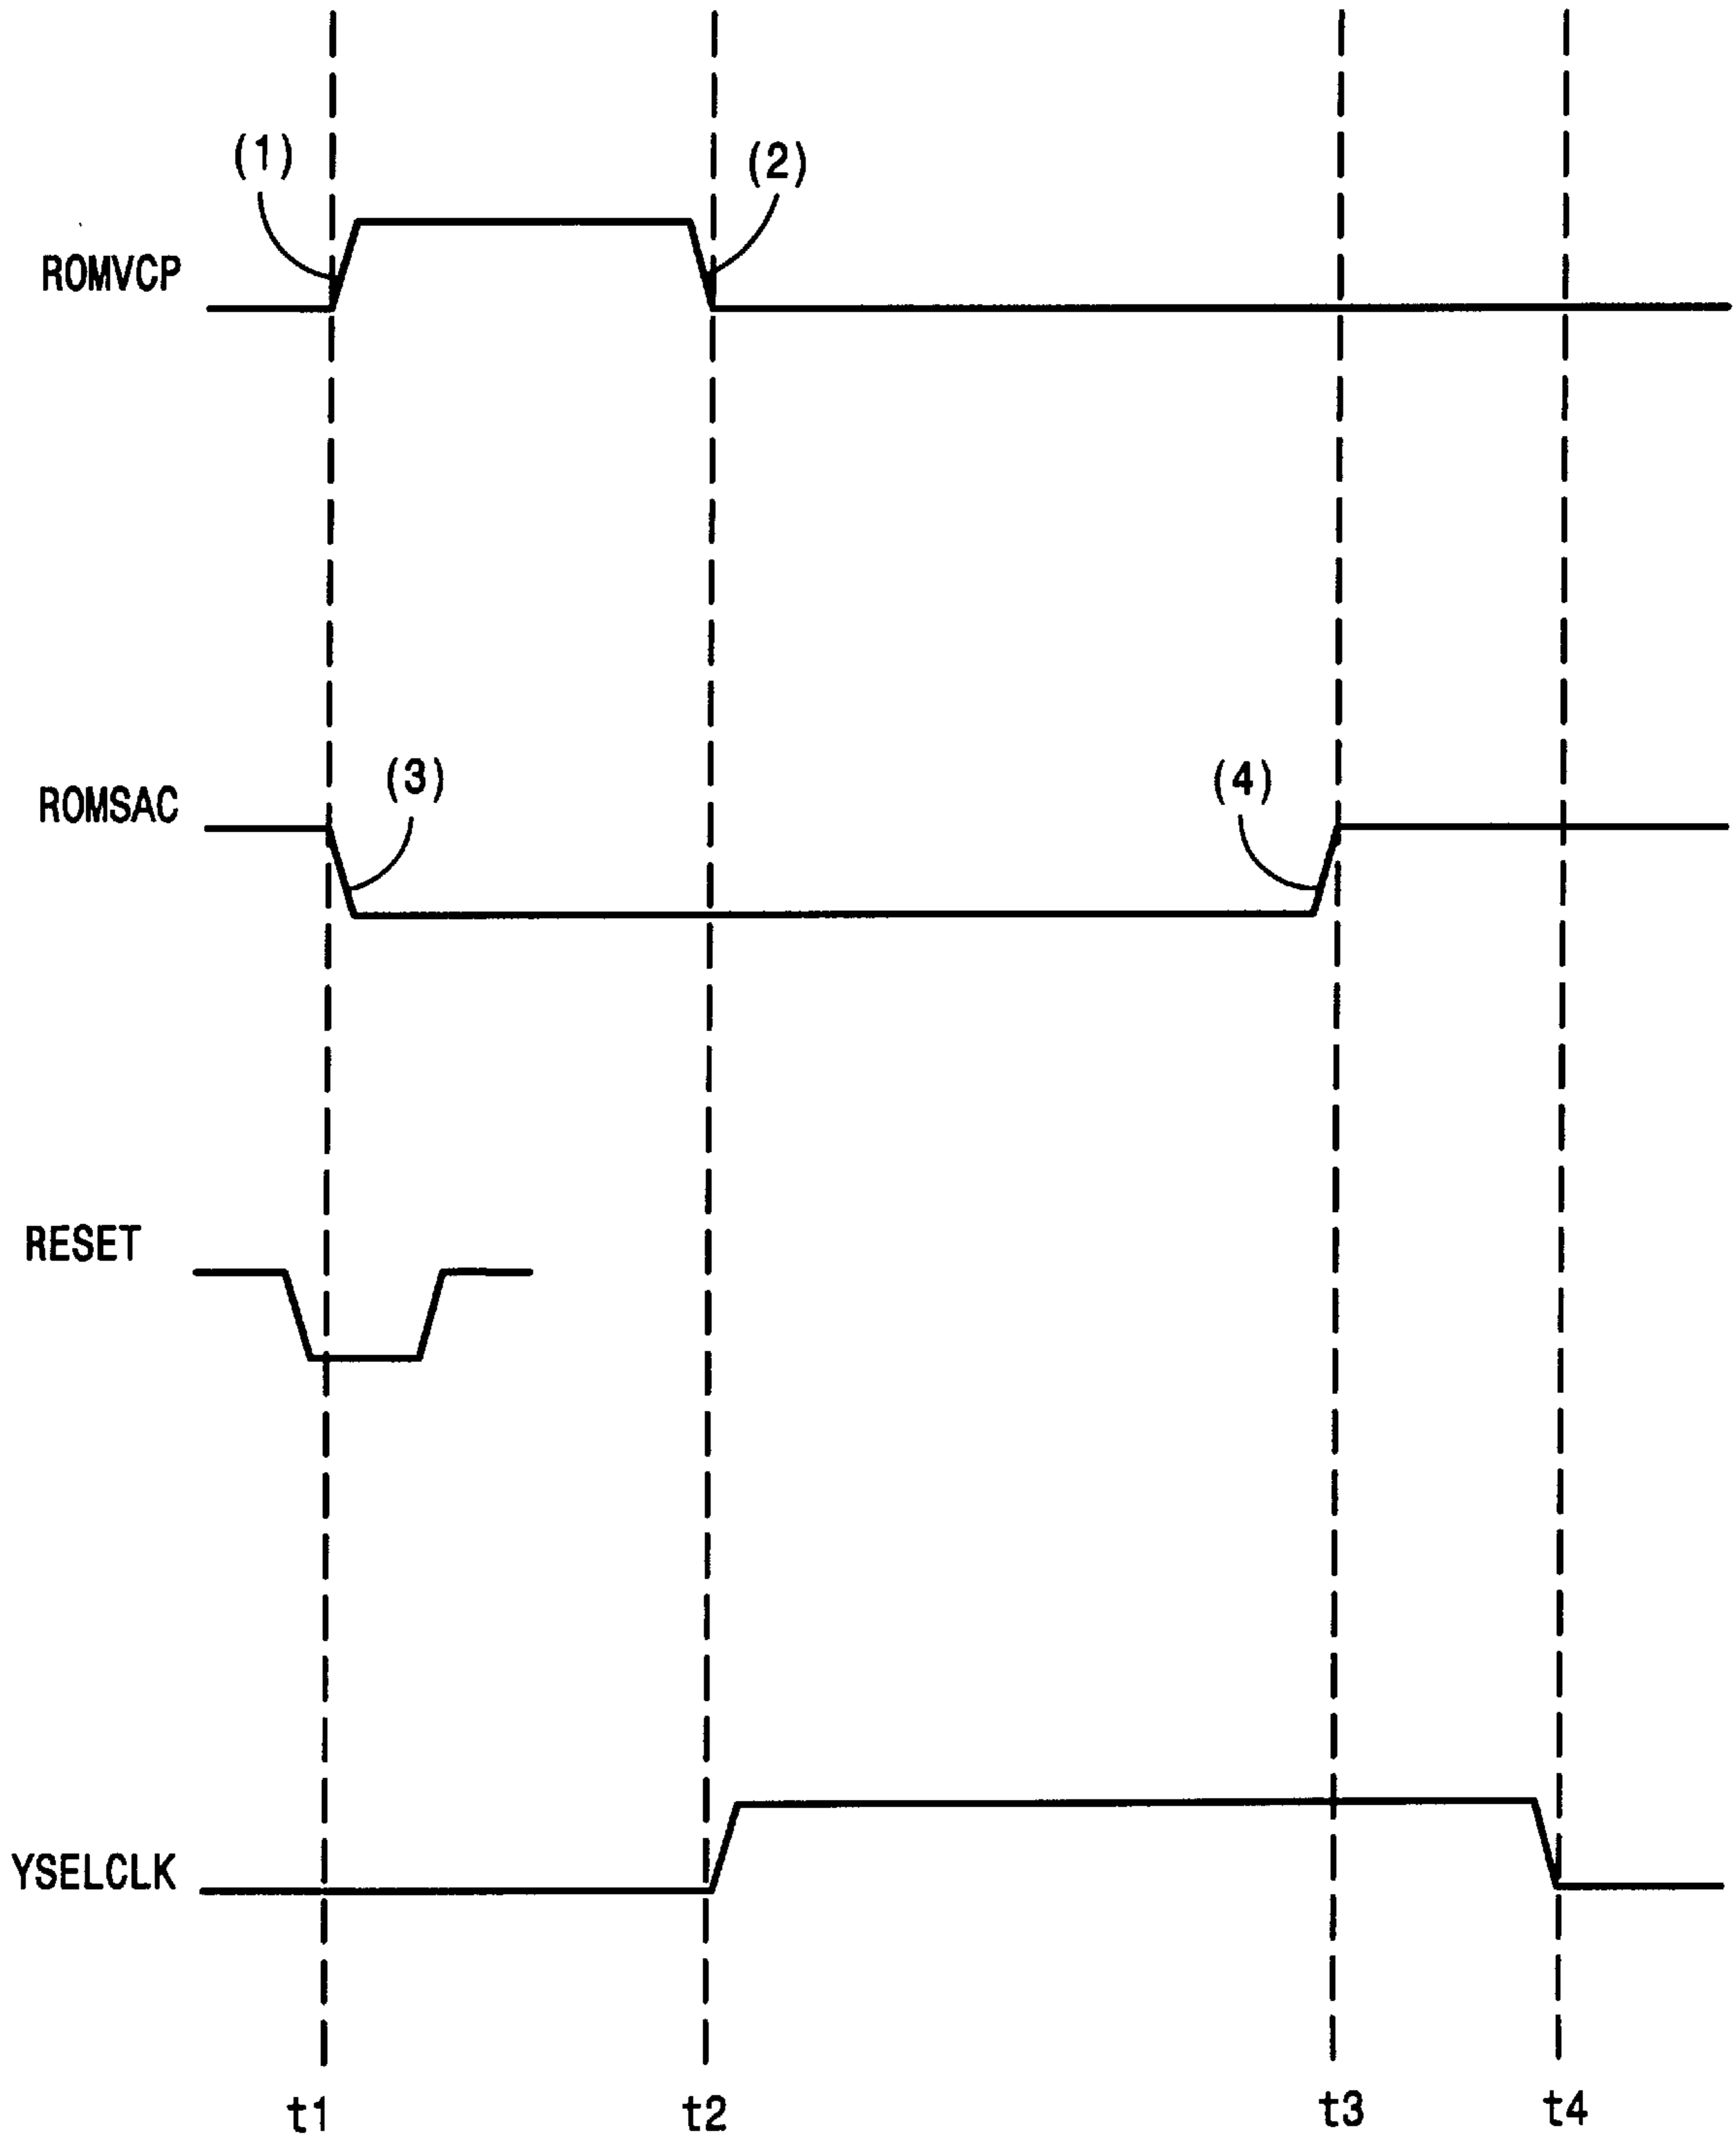 (1)
(2)
ROMVCP
(3)
(4)
ROMSAC
RESET
YSELCLK
t1
t2
t3
t4